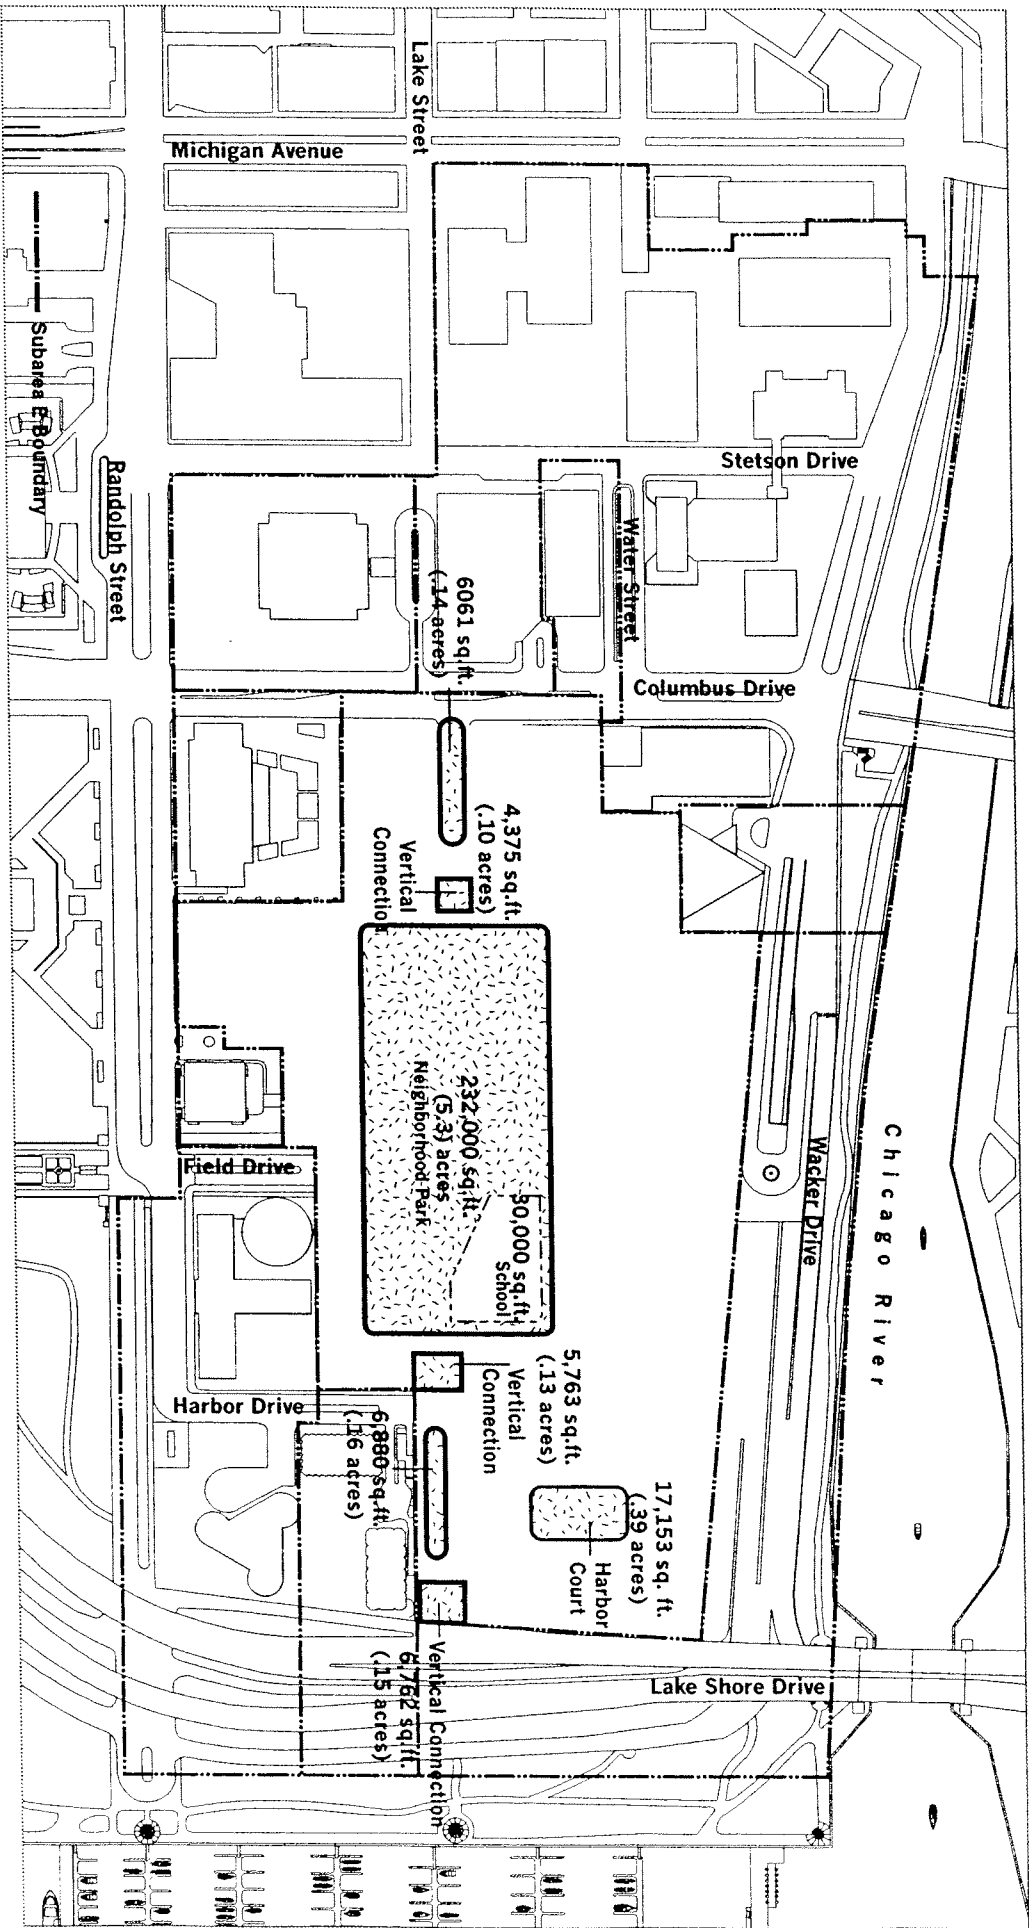 Lake Street
Michigan Avenue
Subarea E Boundary
Randolph Street
Stetson Drive
Water Street
Columbus Drive
6061 sq.ft.
(.14 acres)
4,375 sq.ft.
(.10 acres)
Vertical
Connection
232,000 sq.ft.
(5.3) acres
Neighborhood Park
30,000 sq.ft.
School
Field Drive
Wacker Drive
Chicago River
5,763 sq.ft.
(.13 acres)
Vertical
Connection
Harbor Drive
6,880 sq.ft.
(.16 acres)
17,153 sq. ft.
(.39 acres)
Harbor
Court
Vertical Connection
6,762 sq.ft.
(.15 acres)
Lake Shore Drive